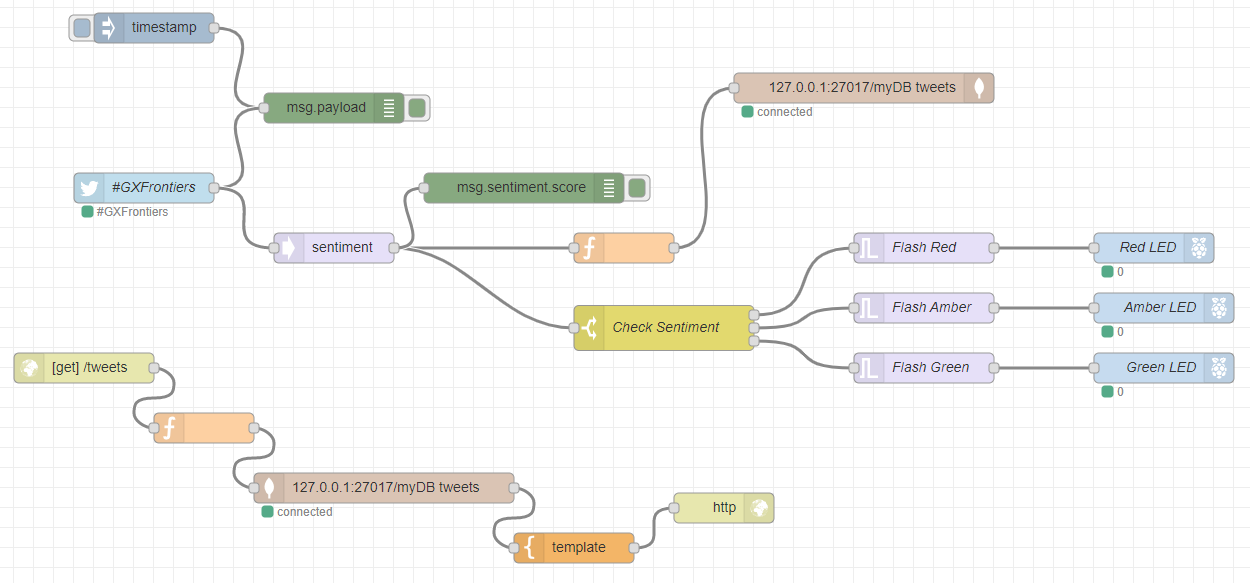 timestamp
127.0.0.1:27017/myDB tweets
msg.payload
connected
#GXFrontiers
msg.sentiment.score
#GXFrontiers
sentiment
Flash Red
Red LED
0
Flash Amber
Amber LED
Check Sentiment
0
[get] /tweets
Flash Green
Green LED
0
127.0.0.1:27017/myDB tweets
connected
http
template